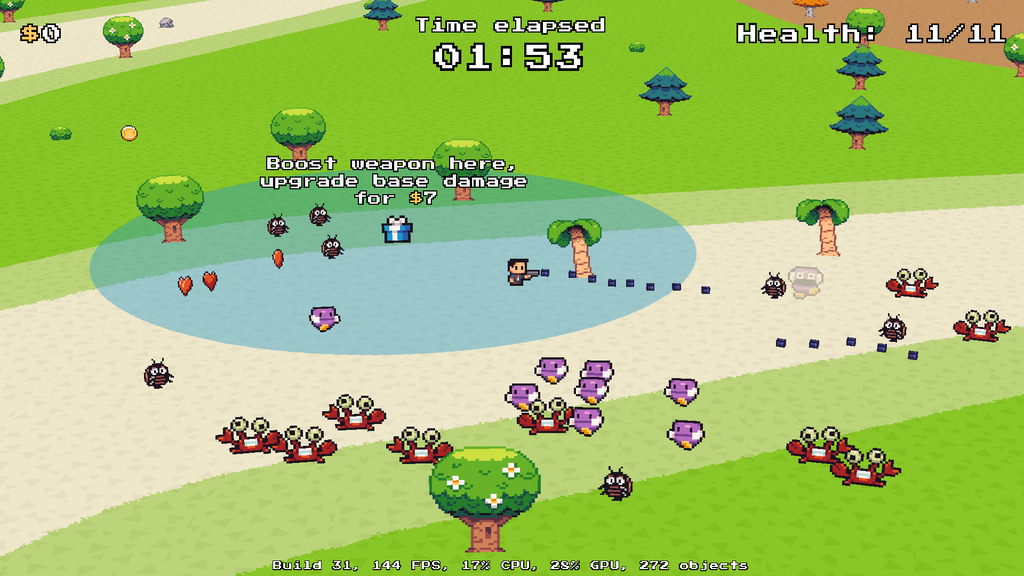 $0
Time elapsed
01:53
Health: 11/11
Boost weapon here,
upgrade base damage
for $7
Build 31, 144 FPS, 17% CPU, 28% GPU, 272 objects